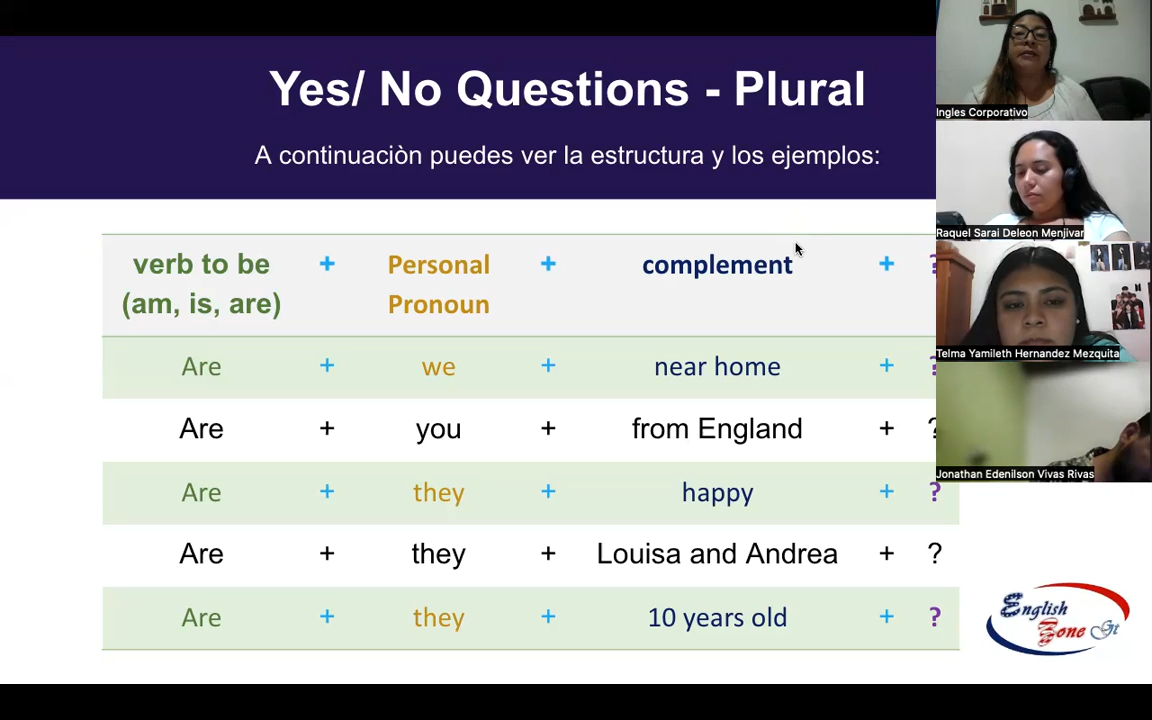 Yes/ No Questions - Plural
A continuaciòn puedes ver la estructura y los ejemplos:
verb to be + Personal + complement + ?
(am, is, are) Pronoun
Are + we + near home + ?
Are + you + from England + ?
Are + they + happy + ?
Are + they + Louisa and Andrea + ?
Are + they + 10 years old + ?
Ingles Corporativo
Raquel Sarai Deleon Menjivar
Telma Yamileth Hernandez Mezquita
Jonathan Edenilson Vivas Rivas
English
Zone Gt